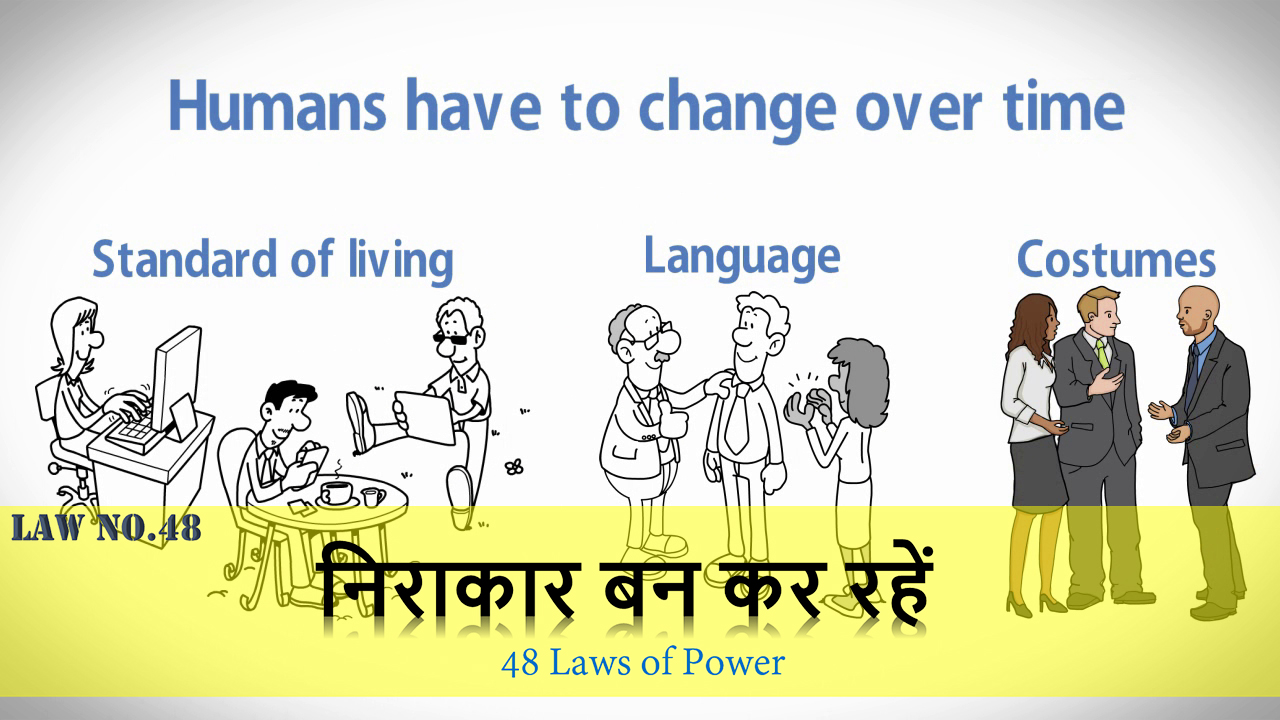 Humans have to change over time
Standard of living
Language
Costumes
LAW NO.48
निराकार बन कर रहें
48 Laws of Power